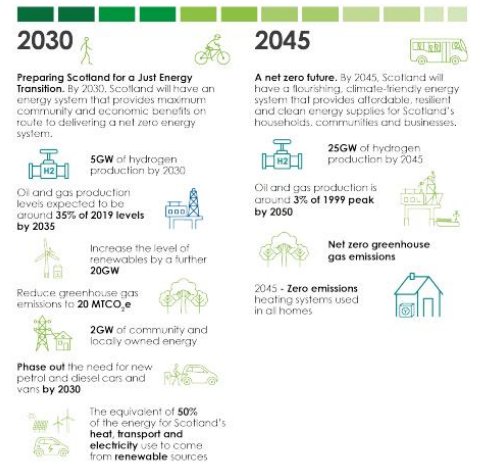 2030
Preparing Scotland for a Just Energy
Transition. By 2030, Scotland will have an
energy system that provides maximum
community and economic benefits on
route to delivering a net zero energy
system.
H2
5GW of hydrogen
production by 2030
Oil and gas production
levels expected to be
around 35% of 2019 levels
by 2035
Increase the level of
renewables by a further
20GW
Reduce greenhouse gas
emissions to 20 MTCO2e
2GW of community and
locally owned energy
Phase out the need for new
petrol and diesel cars and
vans by 2030
The equivalent of 50%
of the energy for Scotland's
heat, transport and
electricity use to come
from renewable sources
2045
A net zero future. By 2045, Scotland will
have a flourishing, climate-friendly energy
system that provides affordable, resilient
and clean energy supplies for Scotland's
households, communities and businesses.
H2
25GW of hydrogen
production by 2045
Oil and gas production is
around 3% of 1999 peak
by 2050
Net zero greenhouse
gas emissions
2045 - Zero emissions
heating systems used
in all homes